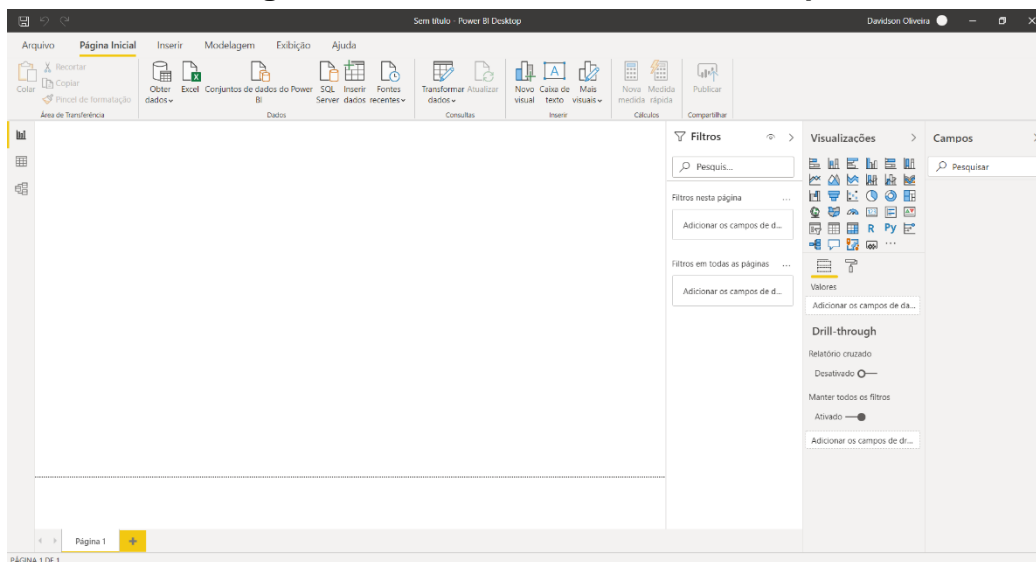 Sem título - Power BI Desktop
Davidson Oliveira
Arquivo Página Inicial Inserir Modelagem Exibição Ajuda
Colar
Recortar
Copiar
Pincel de formatação
Área de Transferência
Obter dados
Excel
Conjuntos de dados do Power BI
SQL Server
Inserir dados
Fontes recentes
Dados
Transformar dados
Atualizar
Consultas
Novo visual
Caixa de texto
Mais visuais
Inserir
Nova medida
Medida rápida
Cálculos
Publicar
Compartilhar
Filtros
Pesquis...
Filtros nesta página ...
Adicionar os campos de d...
Filtros em todas as páginas ...
Adicionar os campos de d...
Visualizações
R Py
...
Valores
Adicionar os campos de da...
Drill-through
Relatório cruzado
Desativado
Manter todos os filtros
Ativado
Adicionar os campos de dr...
Campos
Pesquisar
Página 1
PÁGINA 1 DE 1